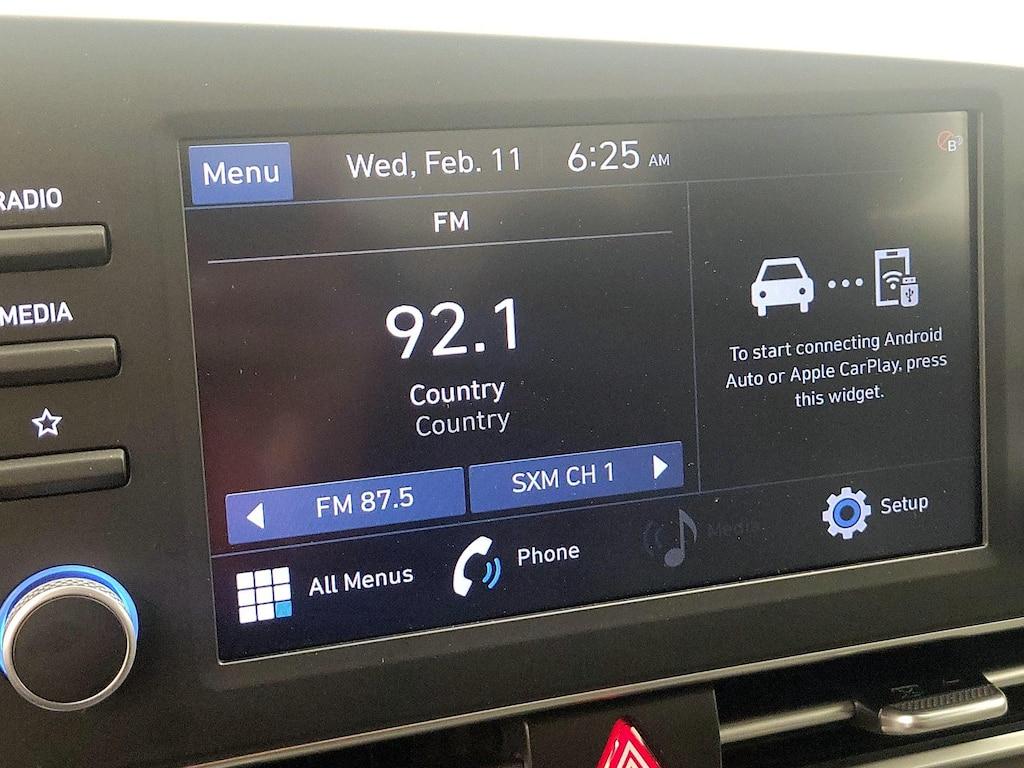 RADIO
MEDIA
Menu
Wed, Feb. 11
6:25 AM
B
FM
92.1
Country
Country
FM 87.5
SXM CH 1
To start connecting Android
Auto or Apple CarPlay, press
this widget.
All Menus
Phone
Media
Setup